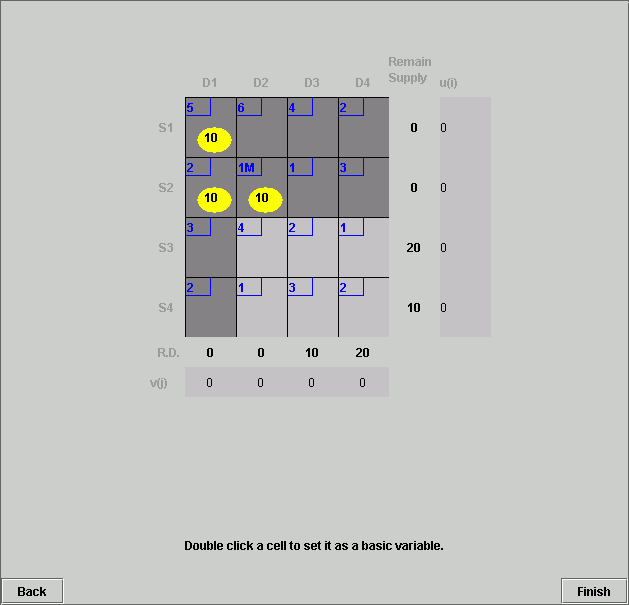 Remain
D1 D2 D3 D4 Supply u(i)
5 6 4 2
S1 10 0 0
2 1M 1 3
S2 10 10 0 0
3 4 2 1
S3 20 0
2 1 3 2
S4 10 0
R.D. 0 0 10 20
v(j) 0 0 0 0
Double click a cell to set it as a basic variable.
Back Finish